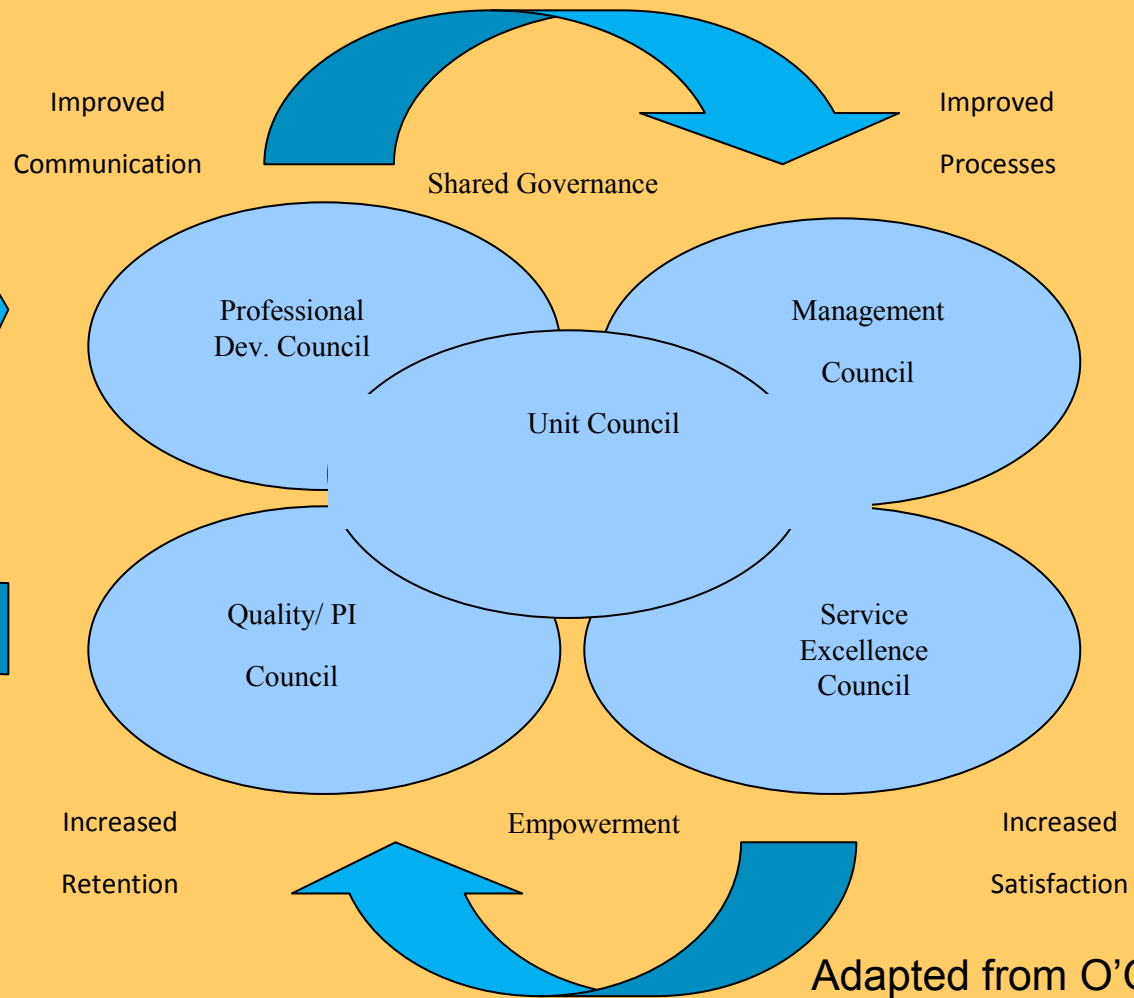 Improved
Communication
Improved
Processes
Shared Governance
Professional
Dev. Council
Management
Council
Unit Council
Quality/ PI
Council
Service
Excellence
Council
Increased
Retention
Empowerment
Increased
Satisfaction
Adapted from